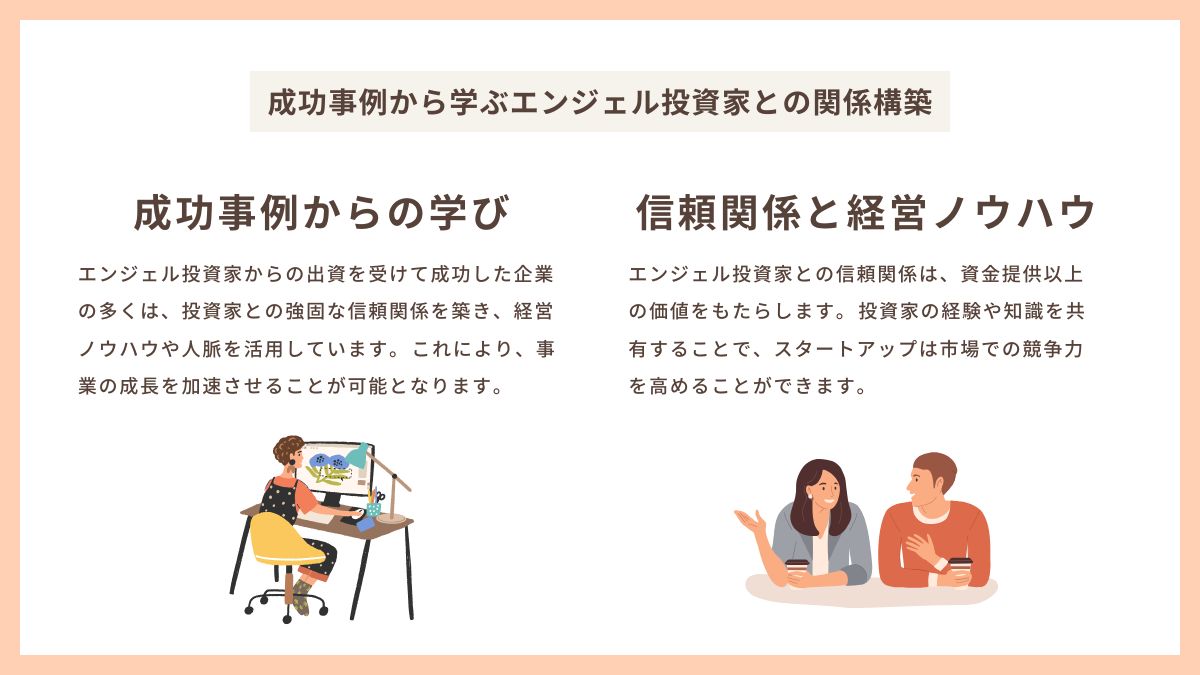 成功事例から学ぶエンジェル投資家との関係構築
成功事例からの学び
エンジェル投資家からの出資を受けて成功した企業
の多くは、投資家との強固な信頼関係を築き、経営
ノウハウや人脈を活用しています。これにより、事
業の成長を加速させることが可能となります。
信頼関係と経営ノウハウ
エンジェル投資家との信頼関係は、資金提供以上
の価値をもたらします。投資家の経験や知識を共
有することで、スタートアップは市場での競争力
を高めることができます。